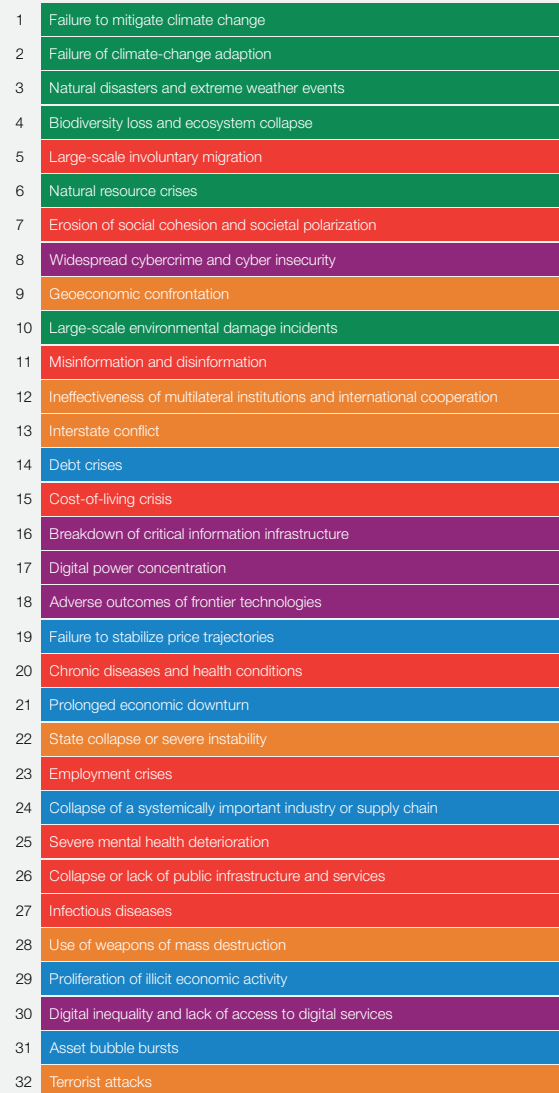 1 Failure to mitigate climate change
2 Failure of climate-change adaption
3 Natural disasters and extreme weather events
4 Biodiversity loss and ecosystem collapse
5 Large-scale involuntary migration
6 Natural resource crises
7 Erosion of social cohesion and societal polarization
8 Widespread cybercrime and cyber insecurity
9 Geoeconomic confrontation
10 Large-scale environmental damage incidents
11 Misinformation and disinformation
12 Ineffectiveness of multilateral institutions and international cooperation
13 Interstate conflict
14 Debt crises
15 Cost-of-living crisis
16 Breakdown of critical information infrastructure
17 Digital power concentration
18 Adverse outcomes of frontier technologies
19 Failure to stabilize price trajectories
20 Chronic diseases and health conditions
21 Prolonged economic downturn
22 State collapse or severe instability
23 Employment crises
24 Collapse of a systemically important industry or supply chain
25 Severe mental health deterioration
26 Collapse or lack of public infrastructure and services
27 Infectious diseases
28 Use of weapons of mass destruction
29 Proliferation of illicit economic activity
30 Digital inequality and lack of access to digital services
31 Asset bubble bursts
32 Terrorist attacks